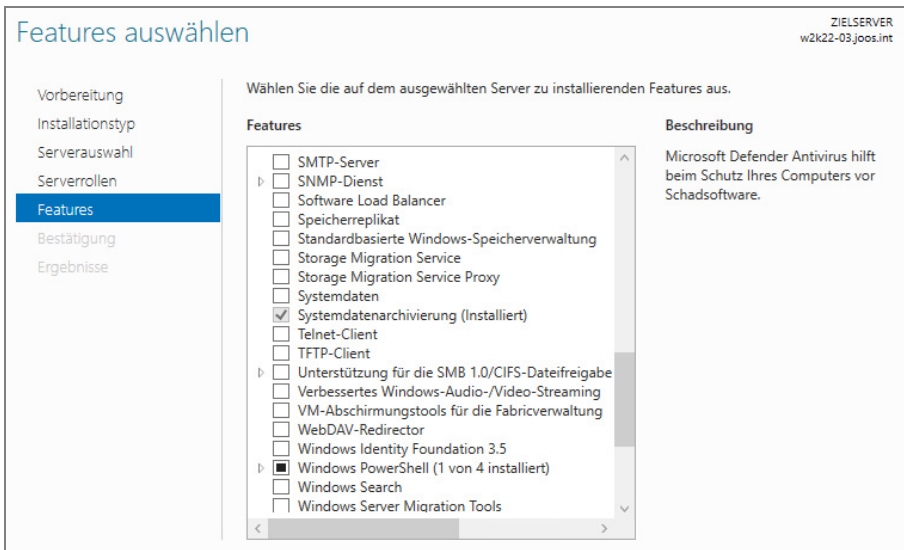 Features auswählen
ZIELSERVER
w2k22-03.joos.int
Vorbereitung
Installationstyp
Serverauswahl
Serverrollen
Features
Bestätigung
Ergebnisse
Wählen Sie die auf dem ausgewählten Server zu installierenden Features aus.
Features
SMTP-Server
SNMP-Dienst
Software Load Balancer
Speicherreplikat
Standardbasierte Windows-Speicherverwaltung
Storage Migration Service
Storage Migration Service Proxy
Systemdaten
Systemdatenarchivierung (Installiert)
Telnet-Client
TFTP-Client
Unterstützung für die SMB 1.0/CIFS-Dateifreigabe
Verbessertes Windows-Audio-/Video-Streaming
VM-Abschirmungstools für die Fabricverwaltung
WebDAV-Redirector
Windows Identity Foundation 3.5
Windows PowerShell (1 von 4 installiert)
Windows Search
Windows Server Migration Tools
Beschreibung
Microsoft Defender Antivirus hilft
beim Schutz Ihres Computers vor
Schadsoftware.